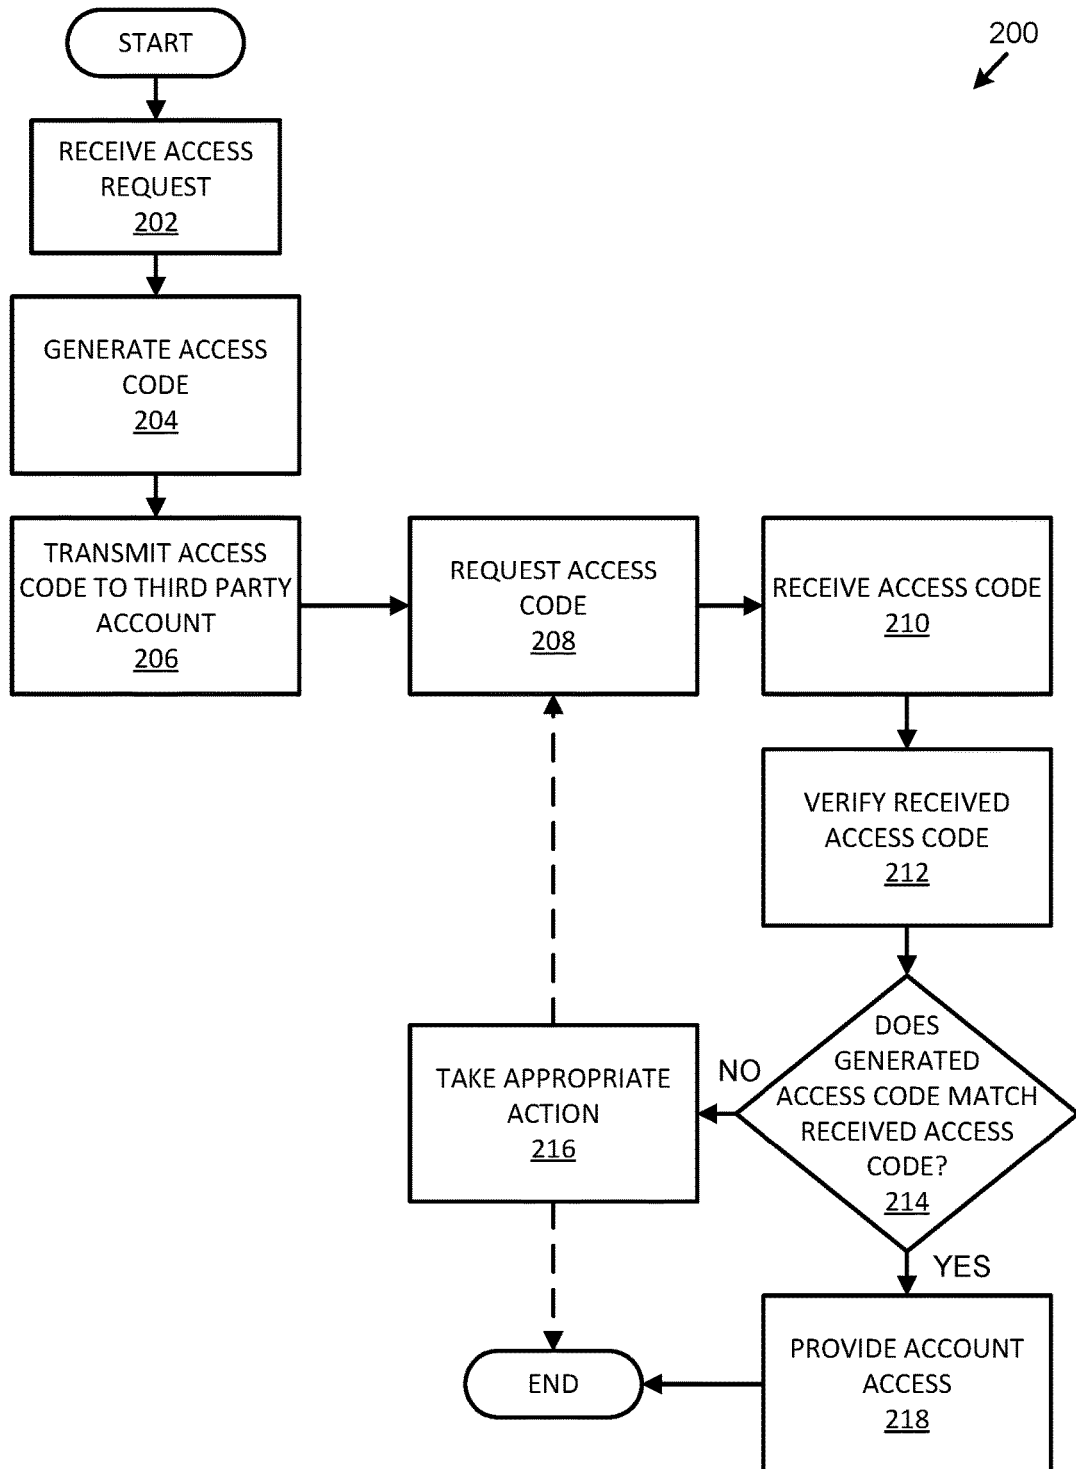 START
200
RECEIVE ACCESS
REQUEST
202
GENERATE ACCESS
CODE
204
TRANSMIT ACCESS
CODE TO THIRD PARTY
ACCOUNT
206
REQUEST ACCESS
CODE
208
RECEIVE ACCESS CODE
210
VERIFY RECEIVED
ACCESS CODE
212
DOES
GENERATED
ACCESS CODE MATCH
RECEIVED ACCESS
CODE?
214
NO
TAKE APPROPRIATE
ACTION
216
YES
PROVIDE ACCOUNT
ACCESS
218
END